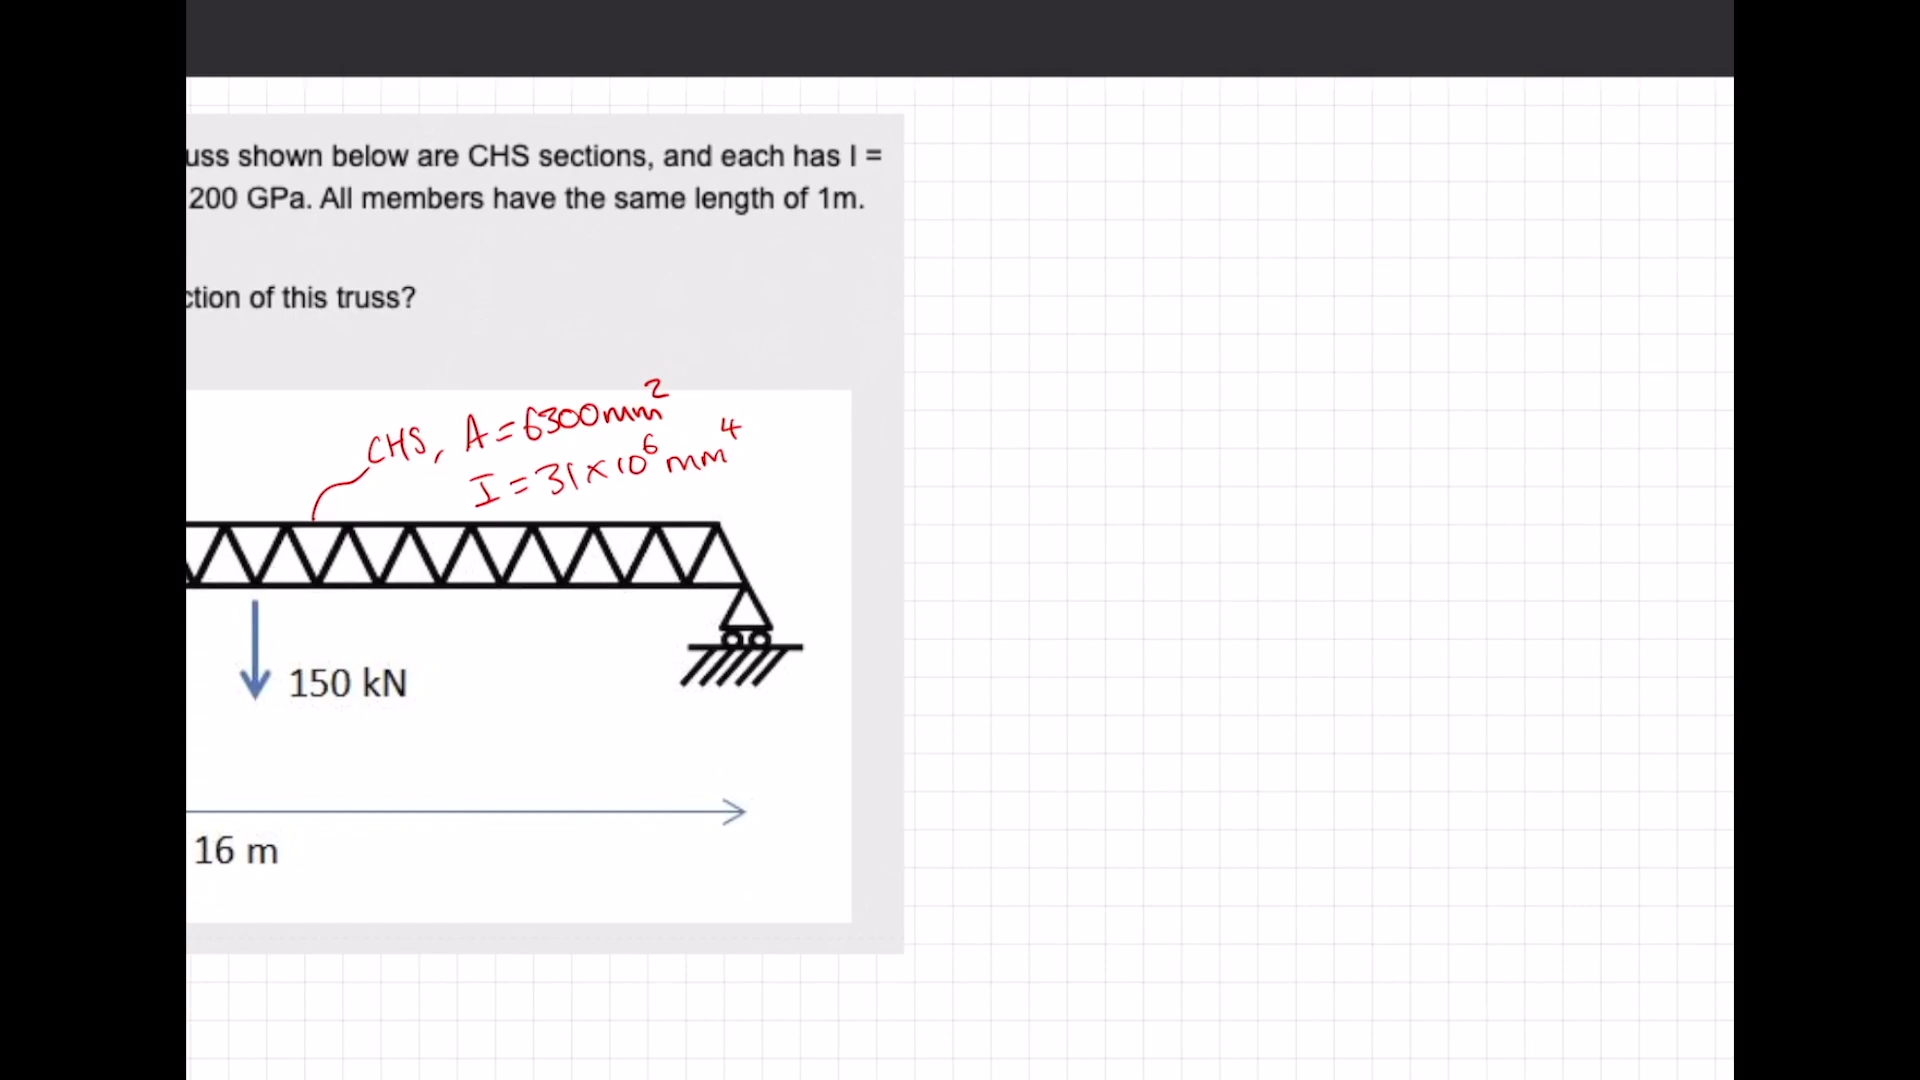 uss shown below are CHS sections, and each has I =
200 GPa. All members have the same length of 1m.
ction of this truss?
CHS, A = 6300mm²
I = 31 x 10⁶ mm⁴
150 kN
16 m